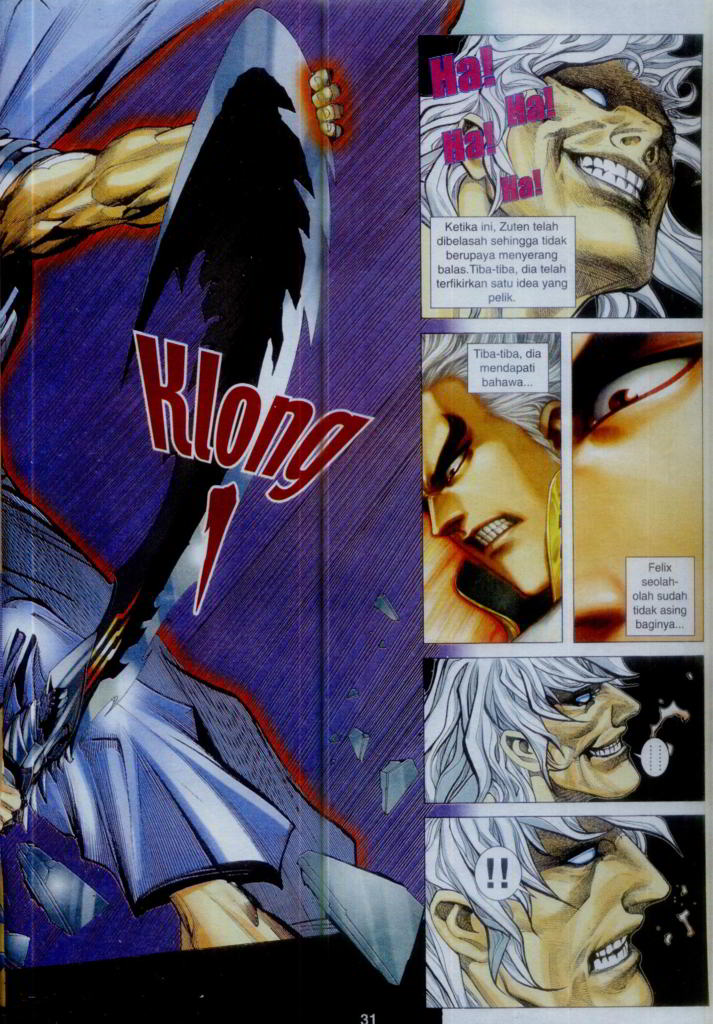 Ha!
Ha!
Ha!
Ha!
Ketika ini, Zuten telah
dibelasah sehingga tidak
berupaya menyerang
balas.Tiba-tiba, dia telah
terfikirkan satu idea yang
pelik.
Klong
!
Tiba-tiba, dia
mendapati
bahawa...
Felix
seolah-
olah sudah
tidak asing
baginya...
......
!!
31